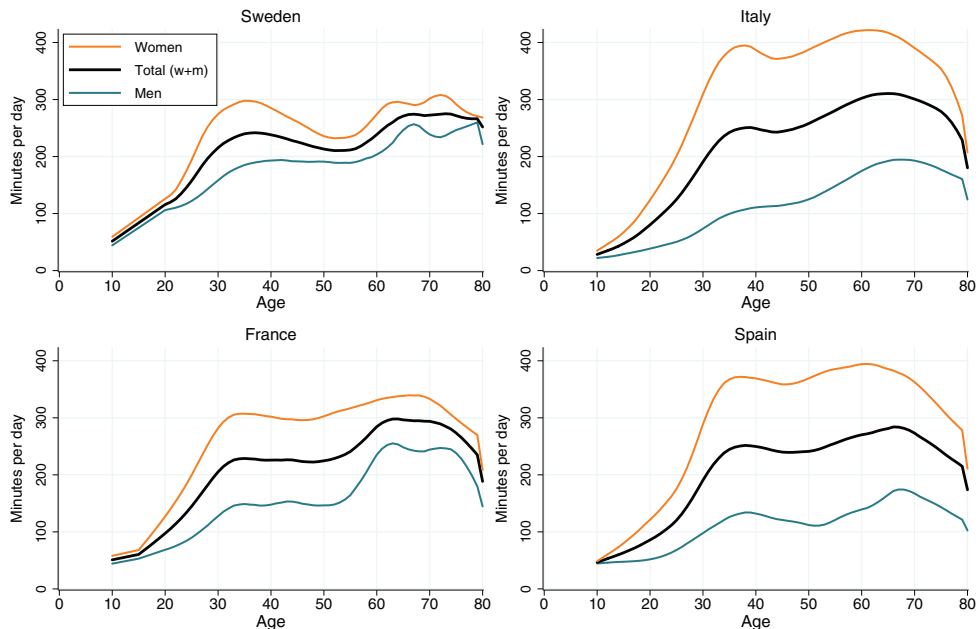 Sweden
Women
Total (w+m)
Men
Minutes per day
0 100 200 300 400
0 10 20 30 40 50 60 70 80
Age
Italy
Minutes per day
0 100 200 300 400
0 10 20 30 40 50 60 70 80
Age
France
Minutes per day
0 100 200 300 400
0 10 20 30 40 50 60 70 80
Age
Spain
Minutes per day
0 100 200 300 400
0 10 20 30 40 50 60 70 80
Age